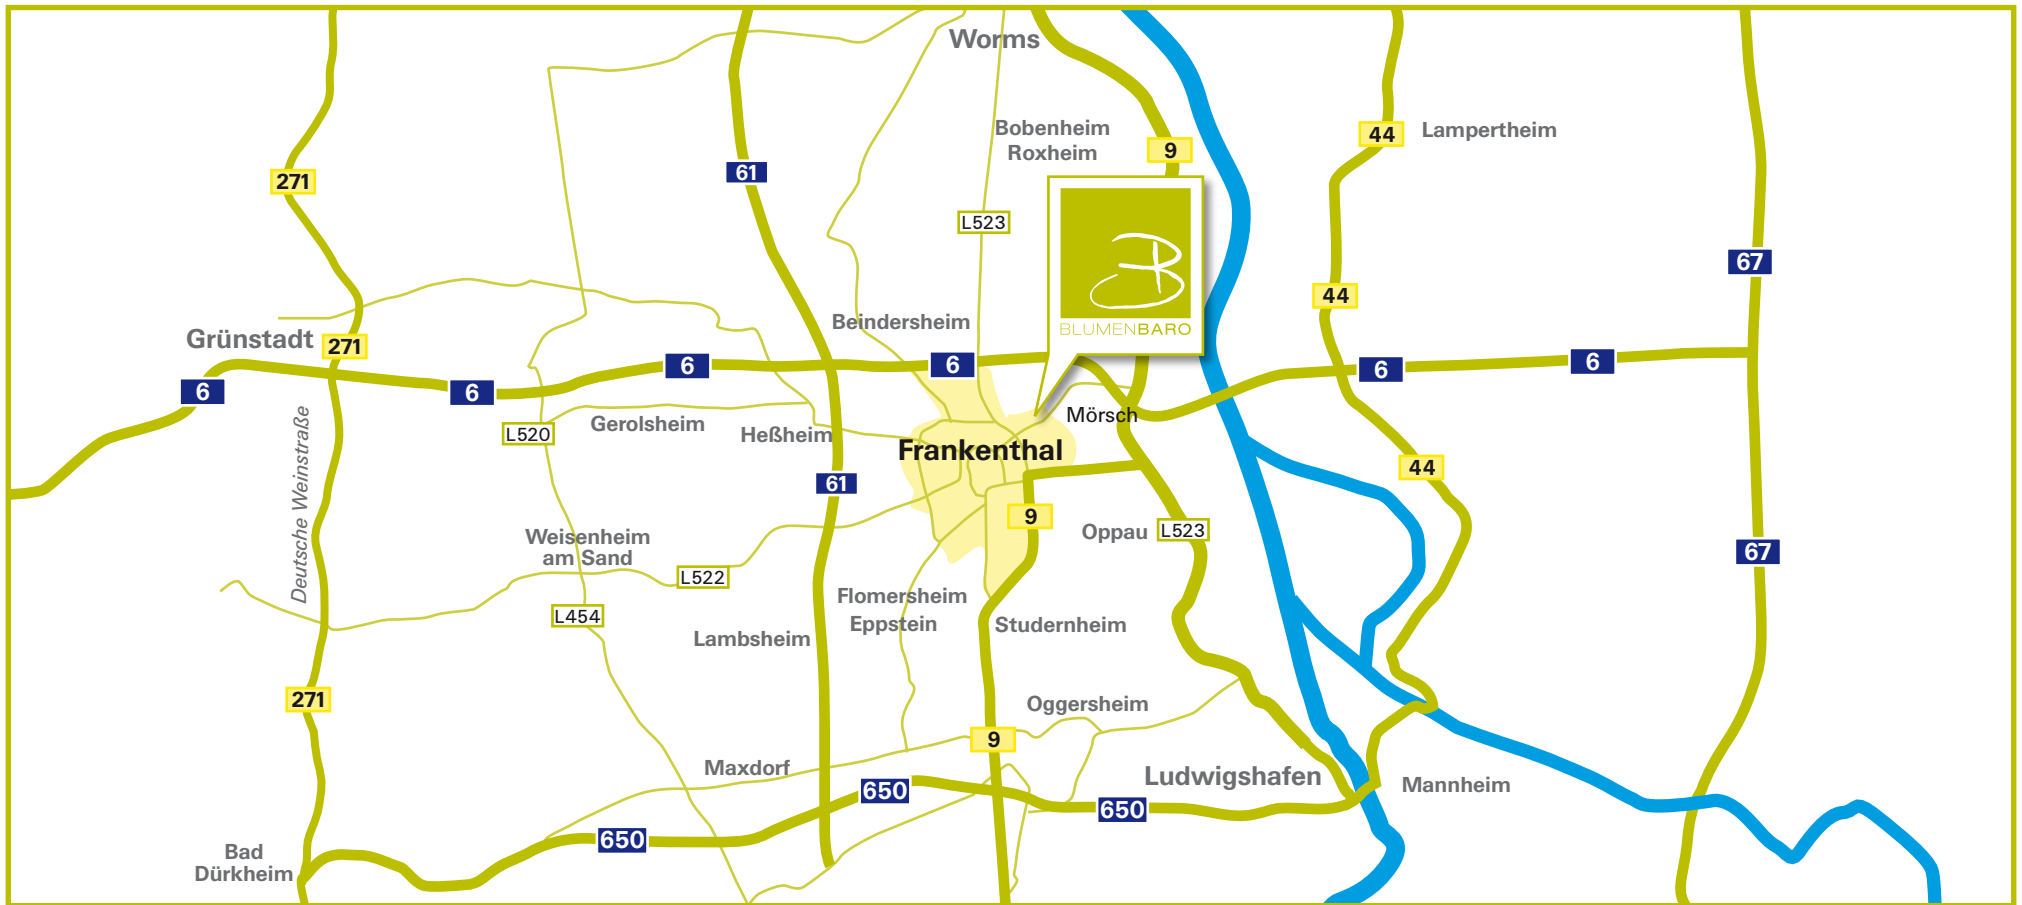 Worms
Bobenheim
Roxheim
9
44
Lampertheim
61
271
L523
67
44
BLUMENBARO
Beindersheim
Grünstadt
271
6
6
6
6
6
6
Deutsche Weinstraße
Gerolsheim
L520
Heßheim
Mörsch
Frankenthal
44
61
9
Oppau
L523
Weisenheim
am Sand
67
L522
L454
Flomersheim
Eppstein
Studernheim
Lambsheim
271
Oggersheim
9
Maxdorf
Ludwigshafen
Mannheim
650
650
650
Bad
Dürkheim